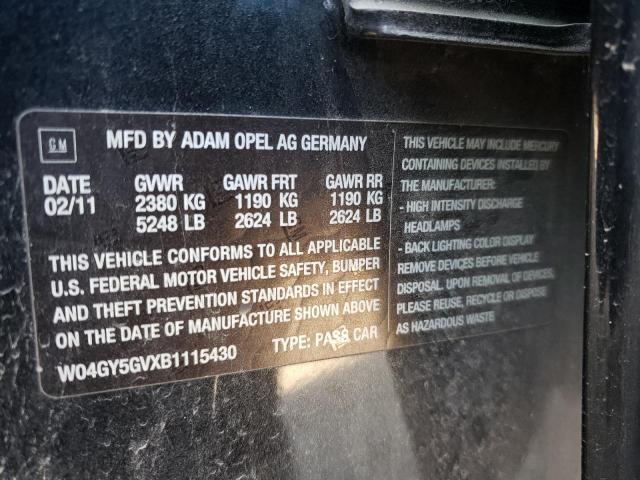 GM
MFD BY ADAM OPEL AG GERMANY
DATE GVWR GAWR FRT GAWR RR
02/11 2380 KG 1190 KG 1190 KG
5248 LB 2624 LB 2624 LB
THIS VEHICLE CONFORMS TO ALL APPLICABLE
U.S. FEDERAL MOTOR VEHICLE SAFETY, BUMPER
AND THEFT PREVENTION STANDARDS IN EFFECT
ON THE DATE OF MANUFACTURE SHOWN ABOVE
W04GY5GVXB1115430 TYPE: PASS CAR
THIS VEHICLE MAY INCLUDE MERCURY
CONTAINING DEVICES INSTALLED BY
THE MANUFACTURER:
- HIGH INTENSITY DISCHARGE
HEADLAMPS
- BACK LIGHTING COLOR DISPLAY
REMOVE DEVICES BEFORE VEHICLE
DISPOSAL. UPON REMOVAL OF DEVICES,
PLEASE REUSE, RECYCLE OR DISPOSE
AS HAZARDOUS WASTE